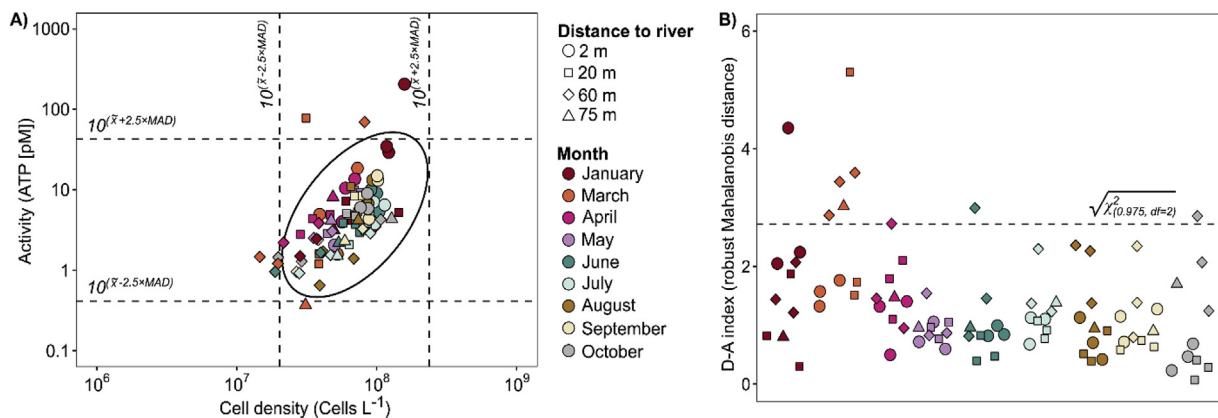 A)
1000
100
10
1
0.1
Activity (ATP [pM])
10^(x̃-2.5×MAD)
10^(x̃+2.5×MAD)
10^(x̃+2.5×MAD)
10^(x̃-2.5×MAD)
10^6
10^7
10^8
10^9
Cell density (Cells L^-1)
Distance to river
2 m
20 m
60 m
75 m
Month
January
March
April
May
June
July
August
September
October
B)
6
4
2
0
D-A index (robust Mahalanobis distance)
√χ²(0.975, df=2)